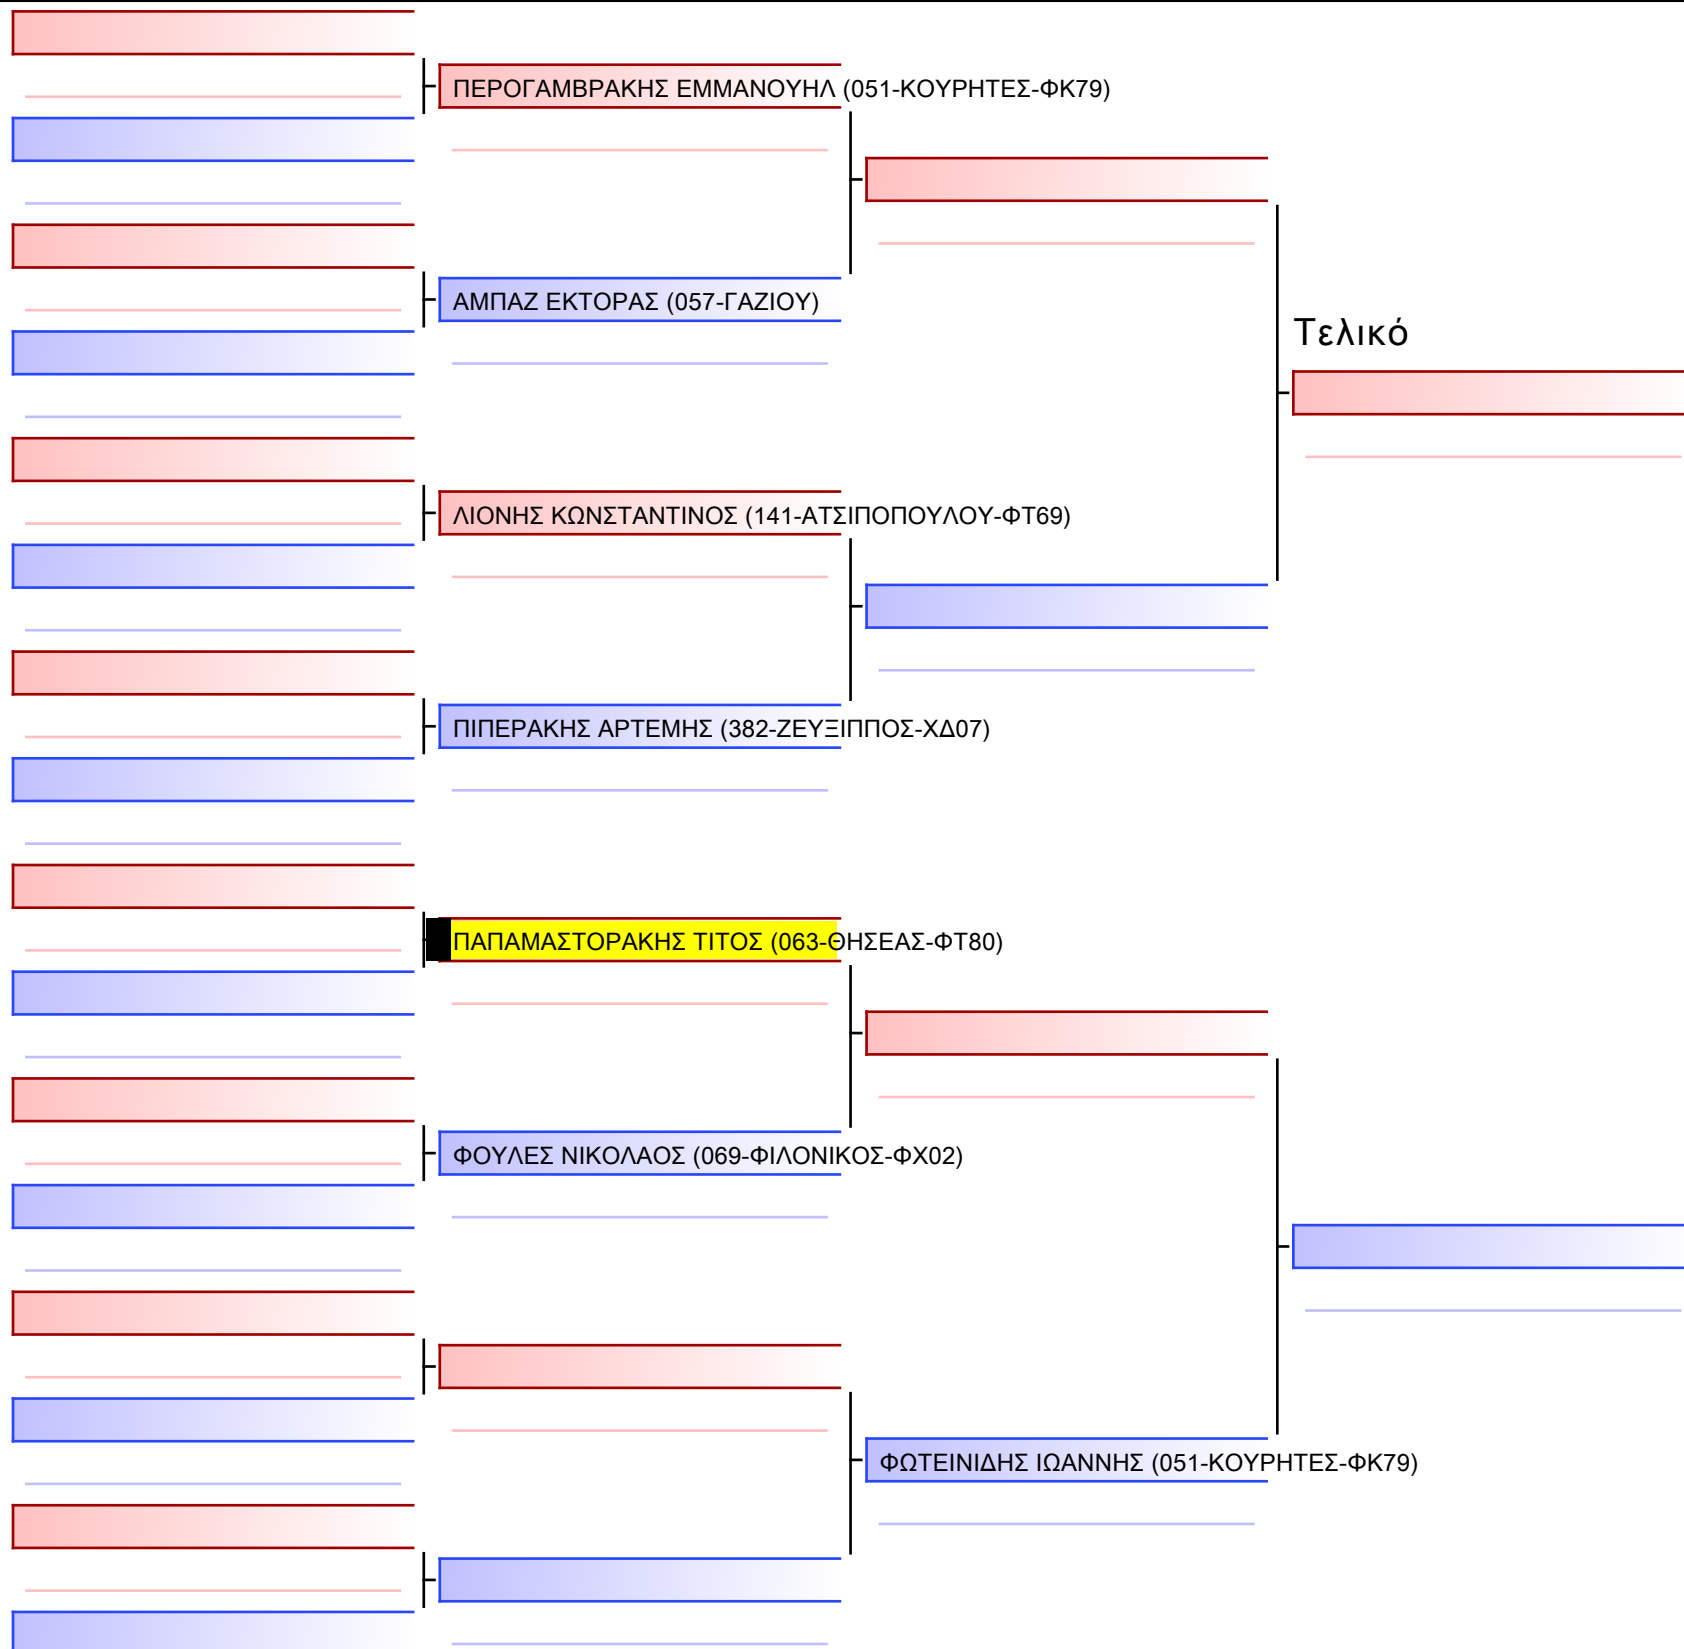 ΠΕΡΟΓΑΜΒΡΑΚΗΣ ΕΜΜΑΝΟΥΗΛ (051-ΚΟΥΡΗΤΕΣ-ΦΚ79)
ΑΜΠΑΖ ΕΚΤΟΡΑΣ (057-ΓΑΖΙΟΥ)
Τελικό
ΛΙΟΝΗΣ ΚΩΝΣΤΑΝΤΙΝΟΣ (141-ΑΤΣΙΠΟΠΟΥΛΟΥ-ΦΤ69)
ΠΙΠΕΡΑΚΗΣ ΑΡΤΕΜΗΣ (382-ΖΕΥΞΙΠΠΟΣ-ΧΔ07)
ΠΑΠΑΜΑΣΤΟΡΑΚΗΣ ΤΙΤΟΣ (063-ΘΗΣΕΑΣ-ΦΤ80)
ΦΟΥΛΕΣ ΝΙΚΟΛΑΟΣ (069-ΦΙΛΟΝΙΚΟΣ-ΦΧ02)
ΦΩΤΕΙΝΙΔΗΣ ΙΩΑΝΝΗΣ (051-ΚΟΥΡΗΤΕΣ-ΦΚ79)